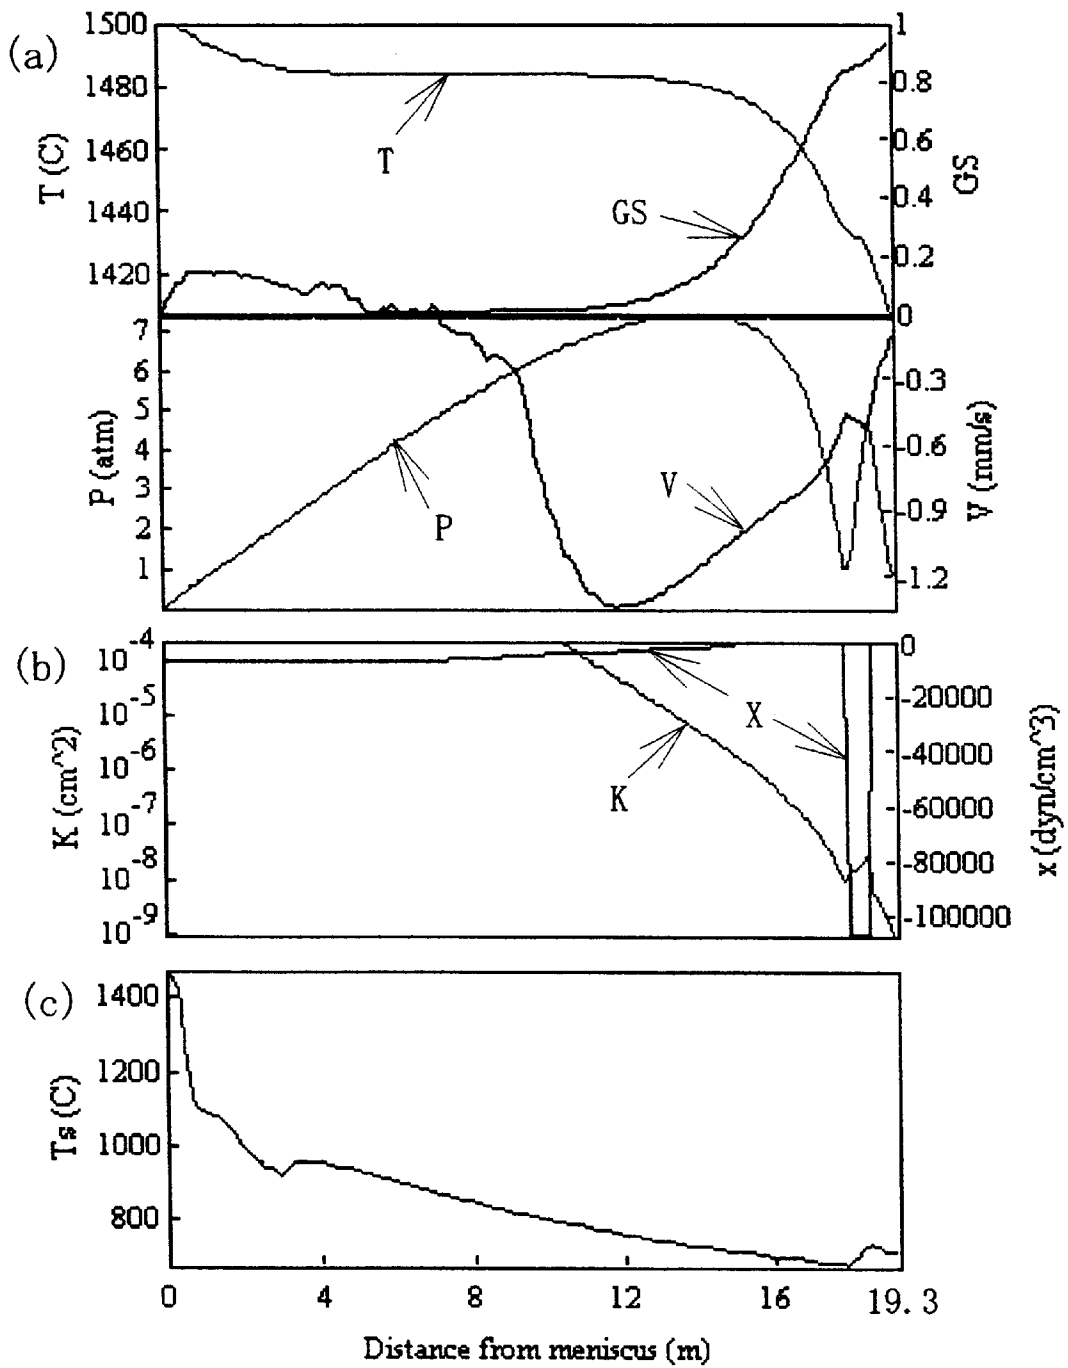 (a)
1500
1480
1460
1440
1420
T (C)
1
0.8
0.6
0.4
0.2
0
GS
T
GS
7
6
5
4
3
2
1
P (atm)
-0.3
-0.6
-0.9
-1.2
V (mm/s)
P
V
(b)
10^-4
10^-5
10^-6
10^-7
10^-8
10^-9
K (cm^2)
0
-20000
-40000
-60000
-80000
-100000
x (dyn/cm^3)
X
K
(c)
1400
1200
1000
800
Ts (C)
0 4 8 12 16 19.3
Distance from meniscus (m)